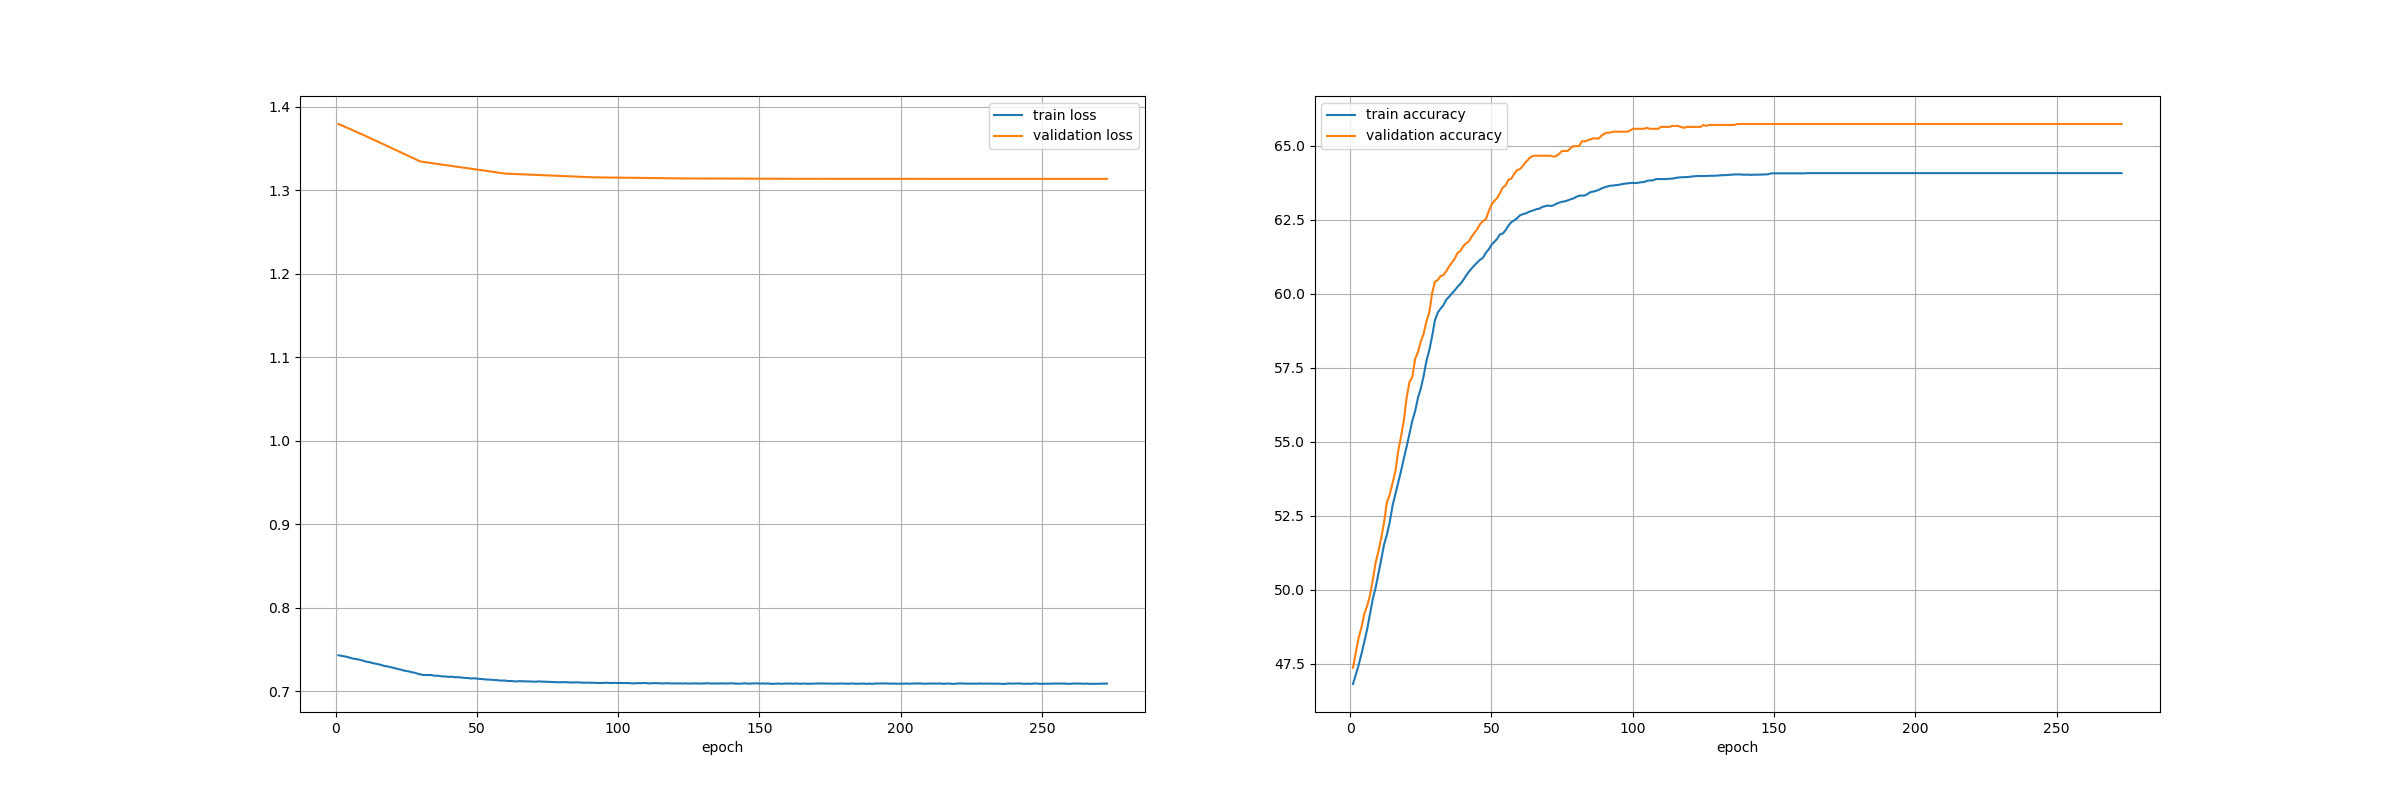 1.4
1.3
1.2
1.1
1.0
0.9
0.8
0.7
0 50 100 150 200 250
epoch
train loss
validation loss
65.0
62.5
60.0
57.5
55.0
52.5
50.0
47.5
0 50 100 150 200 250
epoch
train accuracy
validation accuracy